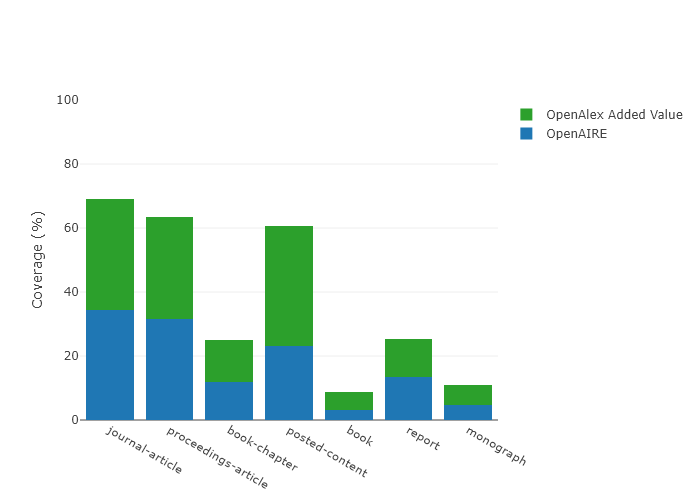 100
80
60
40
20
0
Coverage (%)
journal-article
proceedings-article
book-chapter
posted-content
book
report
monograph
OpenAlex Added Value
OpenAIRE